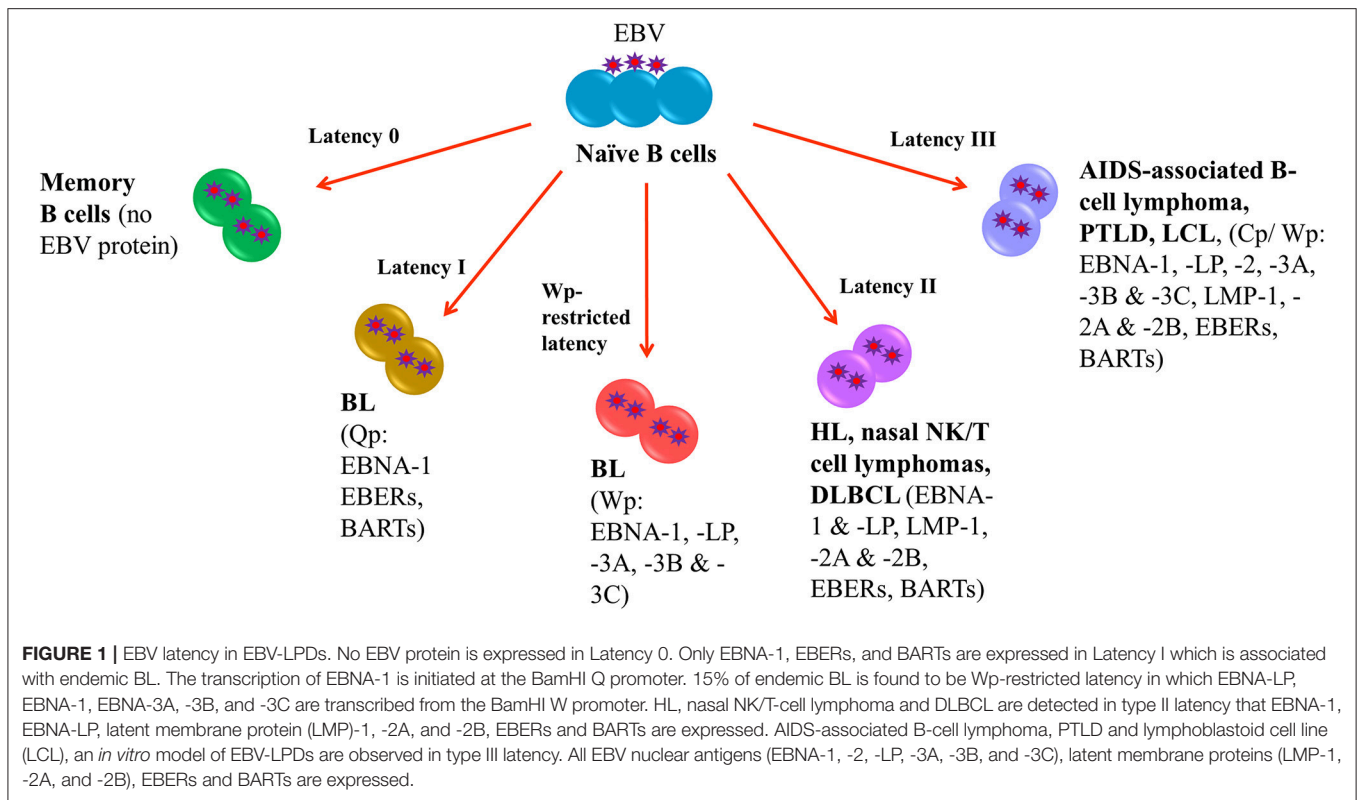 EBV
Naïve B cells
Latency 0
Memory
B cells (no
EBV protein)
Latency I
BL
(Qp:
EBNA-1
EBERs,
BARTs)
Wp-
restricted
latency
BL
(Wp:
EBNA-1, -LP,
-3A, -3B & -
3C)
Latency II
HL, nasal NK/T
cell lymphomas,
DLBCL (EBNA-
1 & -LP, LMP-1,
-2A & -2B,
EBERs, BARTs)
Latency III
AIDS-associated B-
cell lymphoma,
PTLD, LCL, (Cp/ Wp:
EBNA-1, -LP, -2, -3A,
-3B & -3C, LMP-1, -
2A & -2B, EBERs,
BARTs)
FIGURE 1 | EBV latency in EBV-LPDs. No EBV protein is expressed in Latency 0. Only EBNA-1, EBERs, and BARTs are expressed in Latency I which is associated
with endemic BL. The transcription of EBNA-1 is initiated at the BamHI Q promoter. 15% of endemic BL is found to be Wp-restricted latency in which EBNA-LP,
EBNA-1, EBNA-3A, -3B, and -3C are transcribed from the BamHI W promoter. HL, nasal NK/T-cell lymphoma and DLBCL are detected in type II latency that EBNA-1,
EBNA-LP, latent membrane protein (LMP)-1, -2A, and -2B, EBERs and BARTs are expressed. AIDS-associated B-cell lymphoma, PTLD and lymphoblastoid cell line
(LCL), an in vitro model of EBV-LPDs are observed in type III latency. All EBV nuclear antigens (EBNA-1, -2, -LP, -3A, -3B, and -3C), latent membrane proteins (LMP-1,
-2A, and -2B), EBERs and BARTs are expressed.